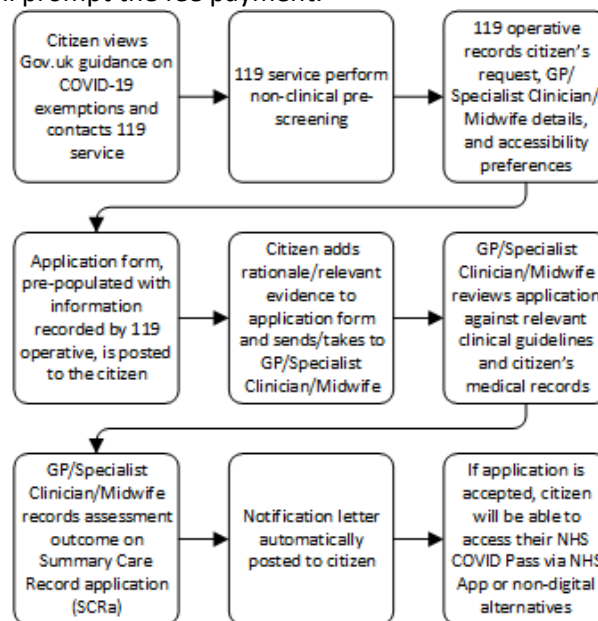 prompt the fee payment.
Citizen views
Gov.uk guidance on
COVID-19
exemptions and
contacts 119
service
119 service perform
non-clinical pre-
screening
119 operative
records citizen's
request, GP/
Specialist Clinician/
Midwife details,
and accessibility
preferences
Application form,
pre-populated with
information
recorded by 119
operative, is posted
to the citizen
Citizen adds
rationale/relevant
evidence to
application form
and sends/takes to
GP/Specialist
Clinician/Midwife
GP/Specialist
Clinician/Midwife
reviews application
against relevant
clinical guidelines
and citizen's
medical records
GP/Specialist
Clinician/Midwife
records assessment
outcome on
Summary Care
Record application
(SCRa)
Notification letter
automatically
posted to citizen
If application is
accepted, citizen
will be able to
access their NHS
COVID Pass via NHS
App or non-digital
alternatives